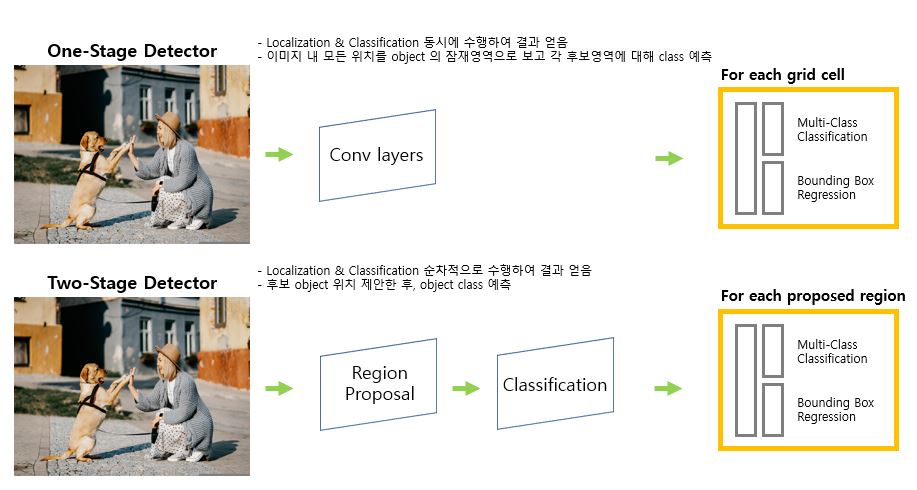 One-Stage Detector
- Localization & Classification 동시에 수행하여 결과 얻음
- 이미지 내 모든 위치를 object 의 잠재영역으로 보고 각 후보영역에 대해 class 예측
Conv layers
For each grid cell
Multi-Class
Classification
Bounding Box
Regression
Two-Stage Detector
- Localization & Classification 순차적으로 수행하여 결과 얻음
- 후보 object 위치 제안한 후, object class 예측
Region
Proposal
Classification
For each proposed region
Multi-Class
Classification
Bounding Box
Regression